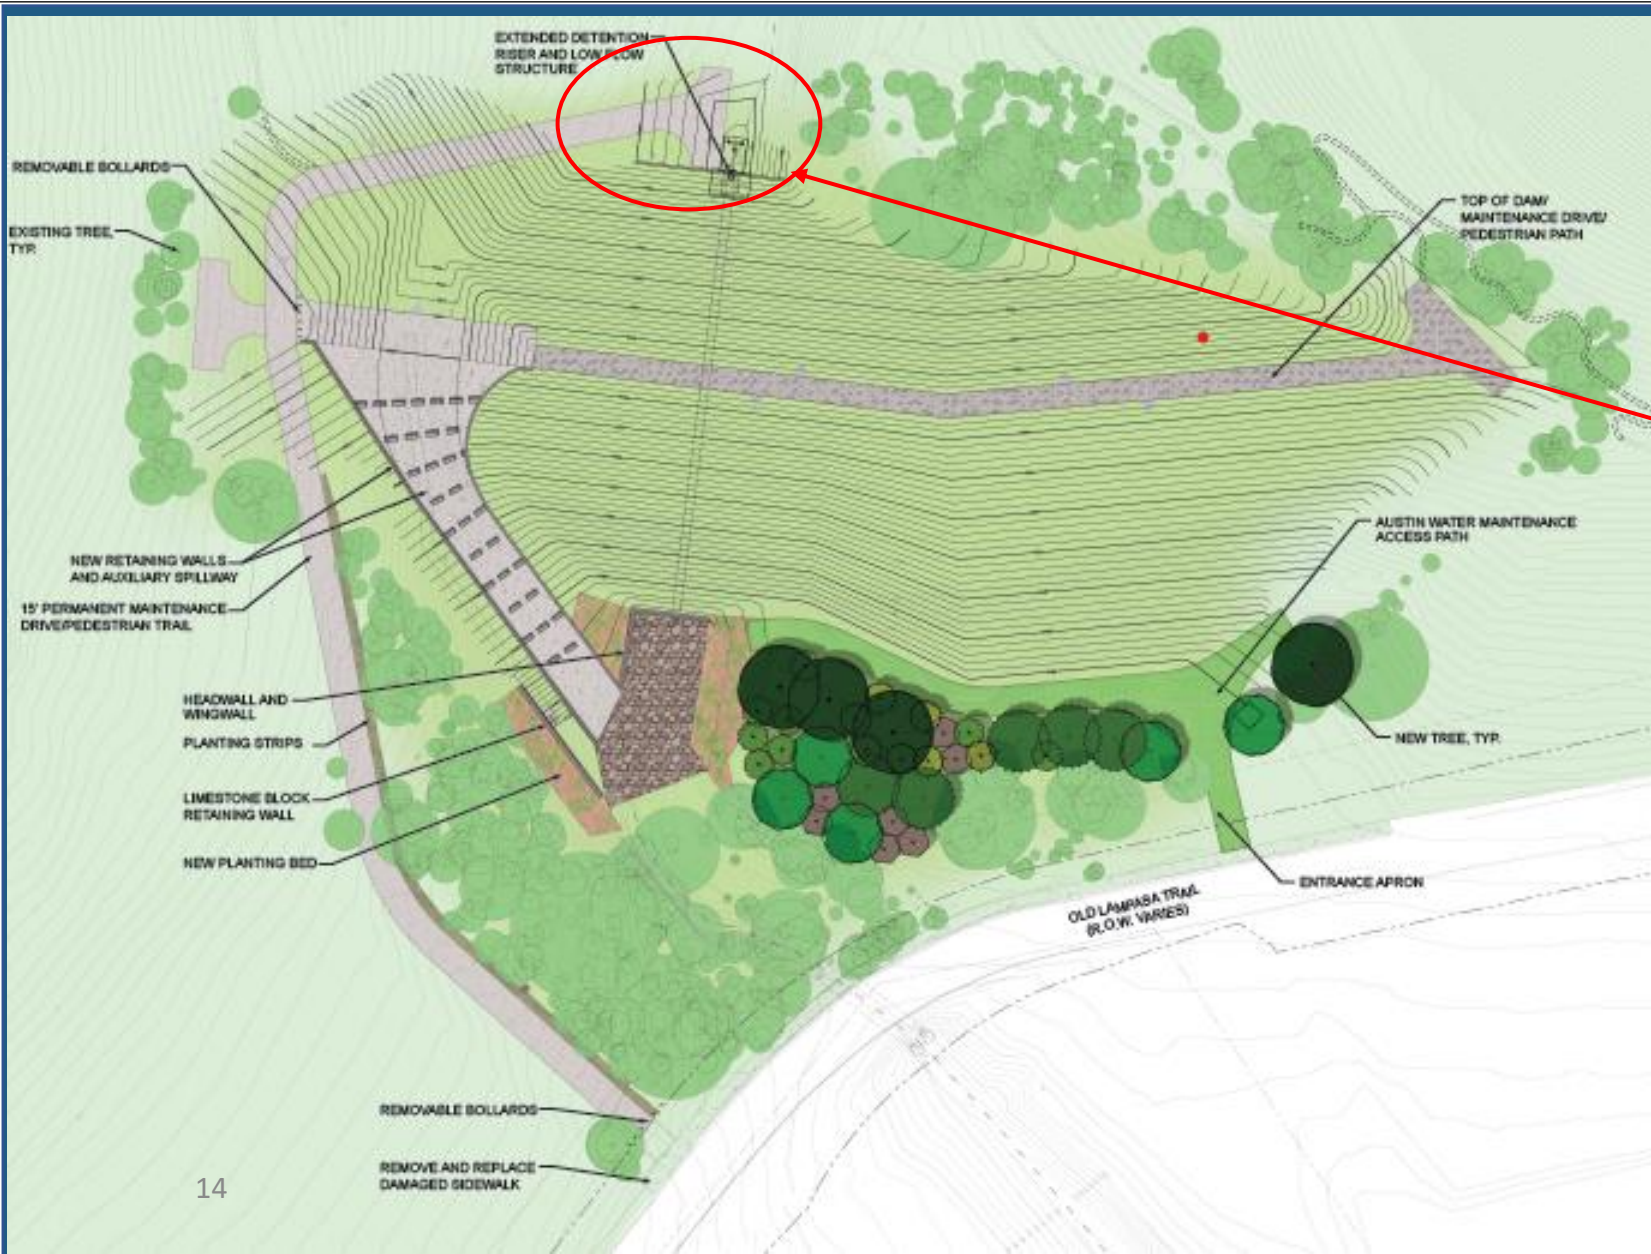 EXTENDED DETENTION
RISER AND LOW FLOW
STRUCTURE
REMOVABLE BOLLARDS
EXISTING TREE,
TYP.
TOP OF DAM/
MAINTENANCE DRIVE/
PEDESTRIAN PATH
AUSTIN WATER MAINTENANCE
ACCESS PATH
NEW RETAINING WALLS
AND AUXILIARY SPILLWAY
15' PERMANENT MAINTENANCE
DRIVE/PEDESTRIAN TRAIL
HEADWALL AND
WINGWALL
PLANTING STRIPS
NEW TREE, TYP.
LIMESTONE BLOCK
RETAINING WALL
NEW PLANTING BED
ENTRANCE APRON
OLD LAMPASA TRAIL
(R.O.W. VARIES)
REMOVABLE BOLLARDS
REMOVE AND REPLACE
DAMAGED SIDEWALK
14